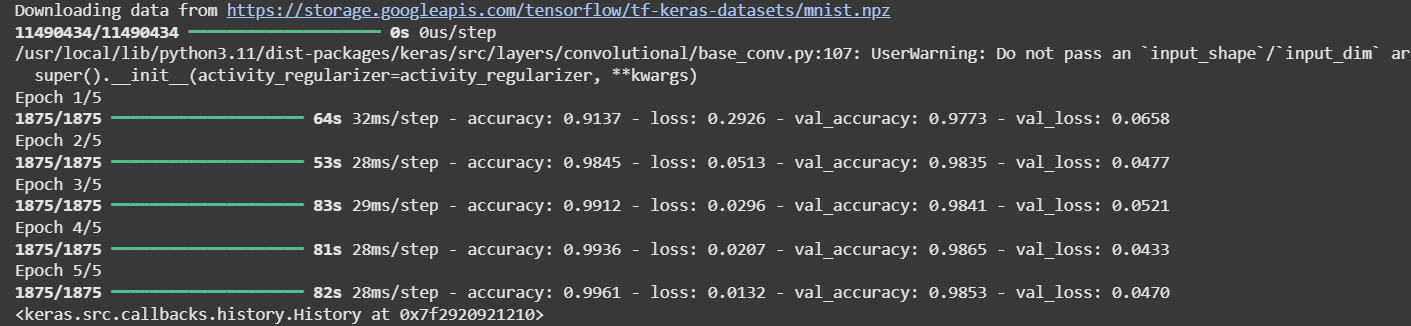 Downloading data from https://storage.googleapis.com/tensorflow/tf-keras-datasets/mnist.npz
11490434/11490434 ━━━━━━━━━━━━━━━━━━━━ 0s 0us/step
/usr/local/lib/python3.11/dist-packages/keras/src/layers/convolutional/base_conv.py:107: UserWarning: Do not pass an `input_shape`/`input_dim` ar
  super().__init__(activity_regularizer=activity_regularizer, **kwargs)
Epoch 1/5
1875/1875 ━━━━━━━━━━━━━━━━━━━━ 64s 32ms/step - accuracy: 0.9137 - loss: 0.2926 - val_accuracy: 0.9773 - val_loss: 0.0658
Epoch 2/5
1875/1875 ━━━━━━━━━━━━━━━━━━━━ 53s 28ms/step - accuracy: 0.9845 - loss: 0.0513 - val_accuracy: 0.9835 - val_loss: 0.0477
Epoch 3/5
1875/1875 ━━━━━━━━━━━━━━━━━━━━ 83s 29ms/step - accuracy: 0.9912 - loss: 0.0296 - val_accuracy: 0.9841 - val_loss: 0.0521
Epoch 4/5
1875/1875 ━━━━━━━━━━━━━━━━━━━━ 81s 28ms/step - accuracy: 0.9936 - loss: 0.0207 - val_accuracy: 0.9865 - val_loss: 0.0433
Epoch 5/5
1875/1875 ━━━━━━━━━━━━━━━━━━━━ 82s 28ms/step - accuracy: 0.9961 - loss: 0.0132 - val_accuracy: 0.9853 - val_loss: 0.0470
<keras.src.callbacks.history.History at 0x7f2920921210>